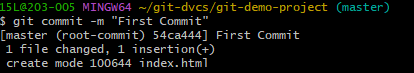 15L@203-005 MINGW64 ~/git-dvcs/git-demo-project (master)
$ git commit -m "First Commit"
[master (root-commit) 54ca444] First Commit
 1 file changed, 1 insertion(+)
 create mode 100644 index.html